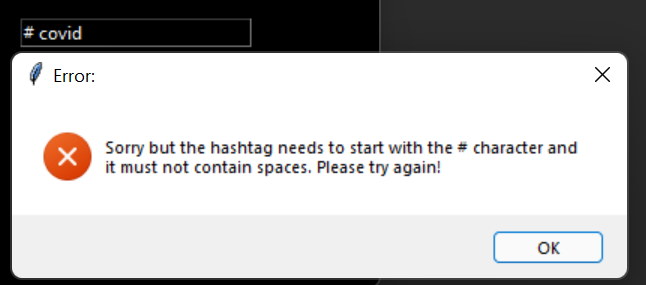 # covid
Error:
Sorry but the hashtag needs to start with the # character and
it must not contain spaces. Please try again!
OK